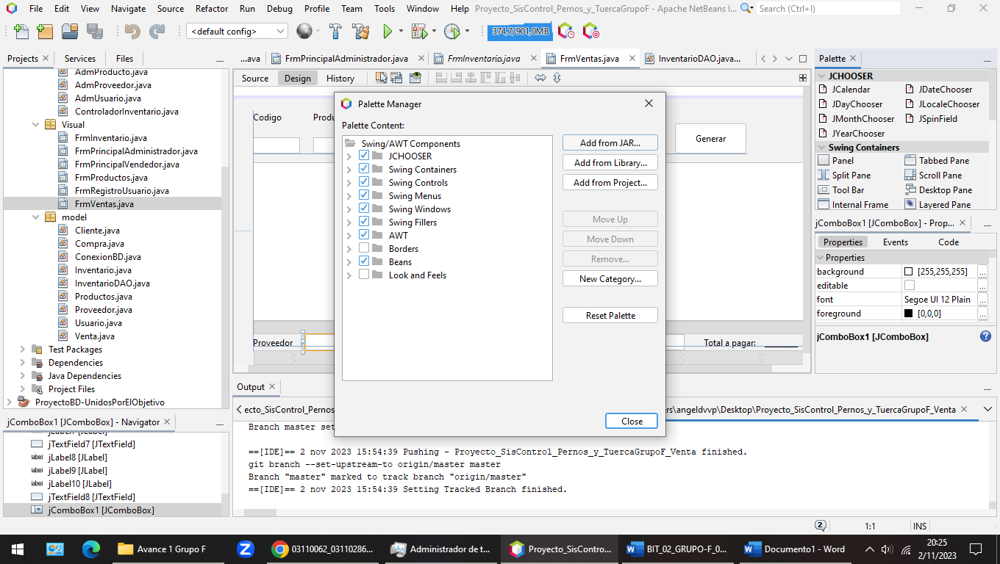 File Edit View Navigate Source Refactor Run Debug Profile Team Tools Window Help Proyecto_SisControl_Pernos_y_TuercaGrupoF - Apache NetBeans I... Search (Ctrl+I)
<default config> 374,7/901,0MB
Projects Services Files
AdmProducto.java
AdmProveedor.java
AdmUsuario.java
ControladorInventario.java
Visual
FrmInventario.java
FrmPrincipalAdministrador.java
FrmPrincipalVendedor.java
FrmProductos.java
FrmRegistroUsuario.java
FrmVentas.java
model
Cliente.java
Compra.java
ConexionBD.java
Inventario.java
InventarioDAO.java
Productos.java
Proveedor.java
Usuario.java
Venta.java
Test Packages
Dependencies
Java Dependencies
Project Files
ProyectoBD-UnidosPorElObjetivo
jComboBox1 [JComboBox] - Navigator
jLabel7 [JLabel]
jTextField7 [JTextField]
jLabel8 [JLabel]
jLabel9 [JLabel]
jLabel10 [JLabel]
jTextField8 [JTextField]
jComboBox1 [JComboBox]
...ava FrmPrincipalAdministrador.java FrmInventario.java FrmVentas.java InventarioDAO.java...
Source Design History
Codigo Produ
Generar
Proveedor Total a pagar:
Palette Manager
Palette Content:
Swing/AWT Components
JCHOOSER
Swing Containers
Swing Controls
Swing Menus
Swing Windows
Swing Fillers
AWT
Borders
Beans
Look and Feels
Add from JAR...
Add from Library...
Add from Project...
Move Up
Move Down
Remove...
New Category...
Reset Palette
Close
Output
ecto_SisControl_Pernos ers\angeldvvp\Desktop\Proyecto_SisControl_Pernos_y_TuercaGrupoF_Venta
Branch master set
==[IDE]== 2 nov 2023 15:54:39 Pushing - Proyecto_SisControl_Pernos_y_TuercaGrupoF_Venta finished.
git branch --set-upstream-to origin/master master
Branch "master" marked to track branch "origin/master"
==[IDE]== 2 nov 2023 15:54:39 Setting Tracked Branch finished.
Palette
JCHOOSER
JCalendar JDateChooser
JDayChooser JLocaleChooser
JMonthChooser JSpinField
JYearChooser
Swing Containers
Panel Tabbed Pane
Split Pane Scroll Pane
Tool Bar Desktop Pane
Internal Frame Layered Pane
jComboBox1 [JComboBox] - Prop...
Properties Events Code
Properties
background [255,255,255] ...
editable ...
font Segoe UI 12 Plain ...
foreground [0,0,0] ...
jComboBox1 [JComboBox]
2 1:1 INS
Avance 1 Grupo F 03110062_03110286... Administrador de t... Proyecto_SisContro... BIT_02_GRUPO-F_0... Documento1 - Word 20:25
2/11/2023